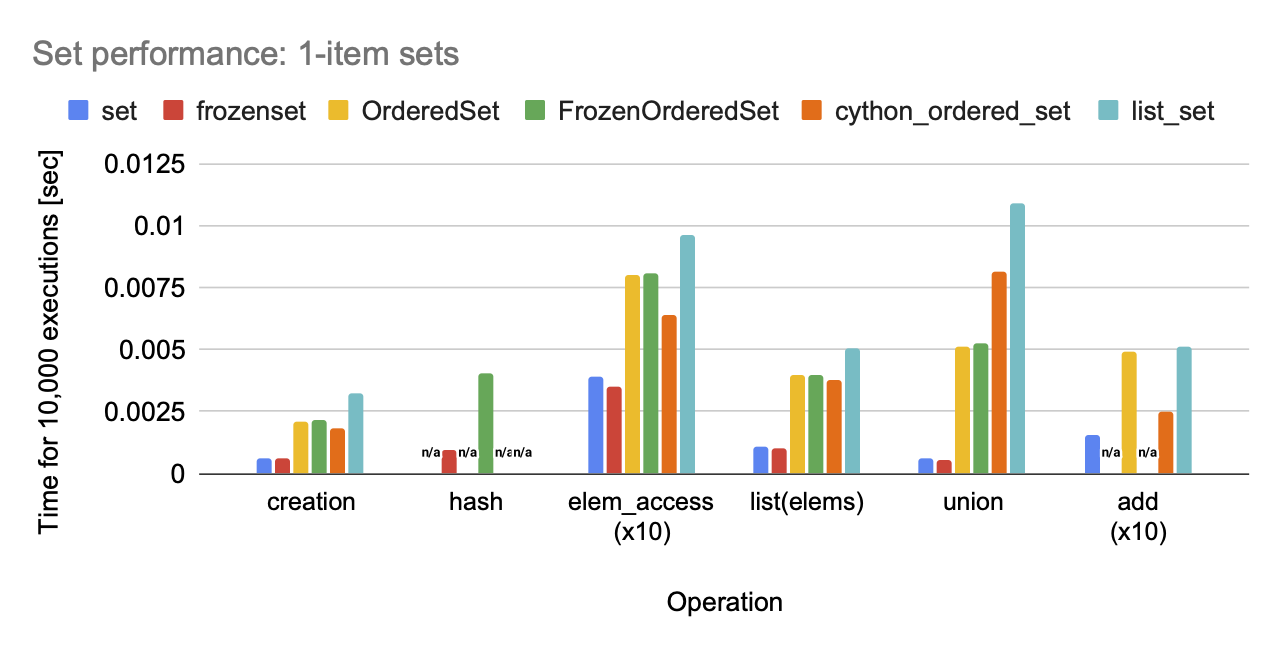 Set performance: 1-item sets
set frozenset OrderedSet FrozenOrderedSet cython_ordered_set list_set
Time for 10,000 executions [sec]
0.0125
0.01
0.0075
0.005
0.0025
0
n/a n/a n/a n/a n/a n/a
creation hash elem_access (x10) list(elems) union add (x10)
Operation